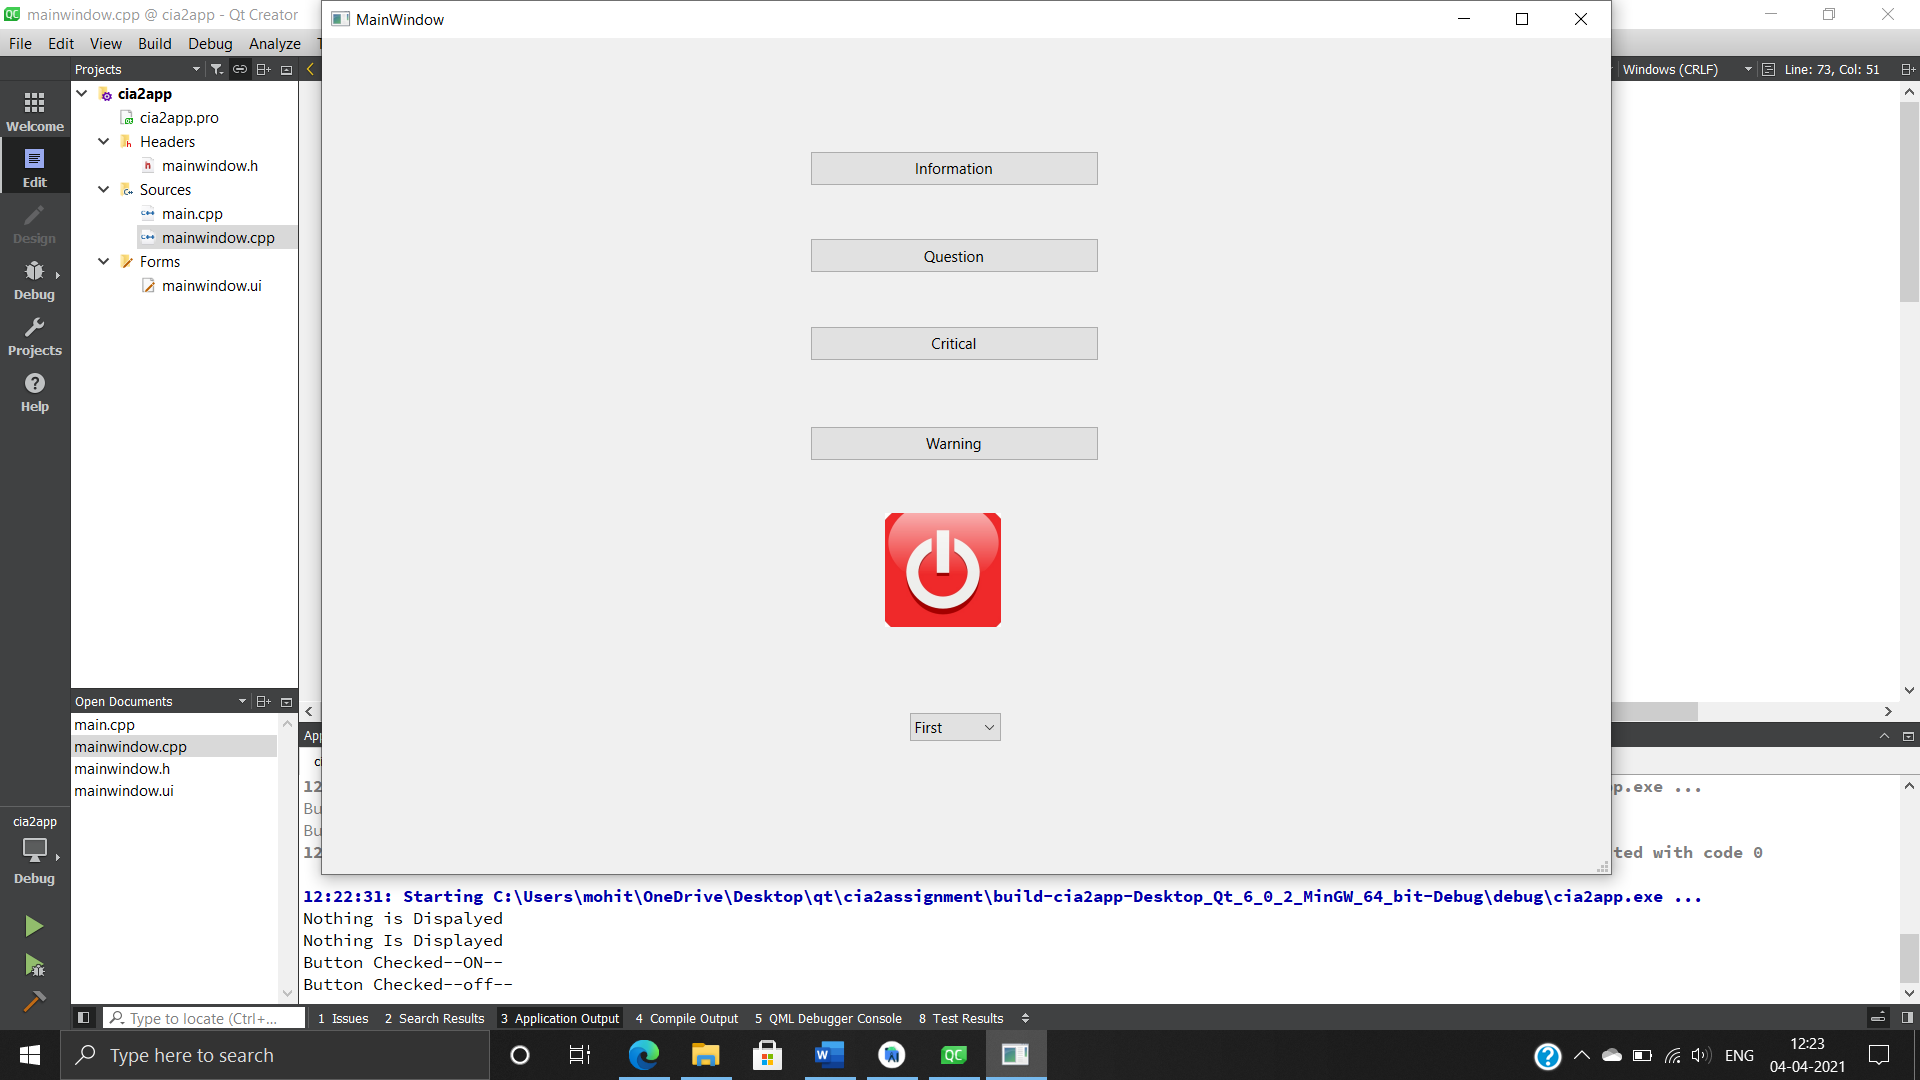 mainwindow.cpp @ cia2app - Qt Creator
File Edit View Build Debug Analyze
Projects
Windows (CRLF)
Line: 73, Col: 51
Welcome
Edit
Design
Debug
Projects
Help
cia2app
cia2app.pro
Headers
mainwindow.h
Sources
main.cpp
mainwindow.cpp
Forms
mainwindow.ui
MainWindow
Information
Question
Critical
Warning
First
Open Documents
main.cpp
mainwindow.cpp
mainwindow.h
mainwindow.ui
cia2app
Debug
App
12
p.exe ...
Bu
Bu
12
ted with code 0
12:22:31: Starting C:\Users\mohit\OneDrive\Desktop\qt\cia2assignment\build-cia2app-Desktop_Qt_6_0_2_MinGW_64_bit-Debug\debug\cia2app.exe ...
Nothing is Dispalyed
Nothing Is Displayed
Button Checked--ON--
Button Checked--off--
Type to locate (Ctrl+...
1 Issues
2 Search Results
3 Application Output
4 Compile Output
5 QML Debugger Console
8 Test Results
Type here to search
ENG
12:23
04-04-2021